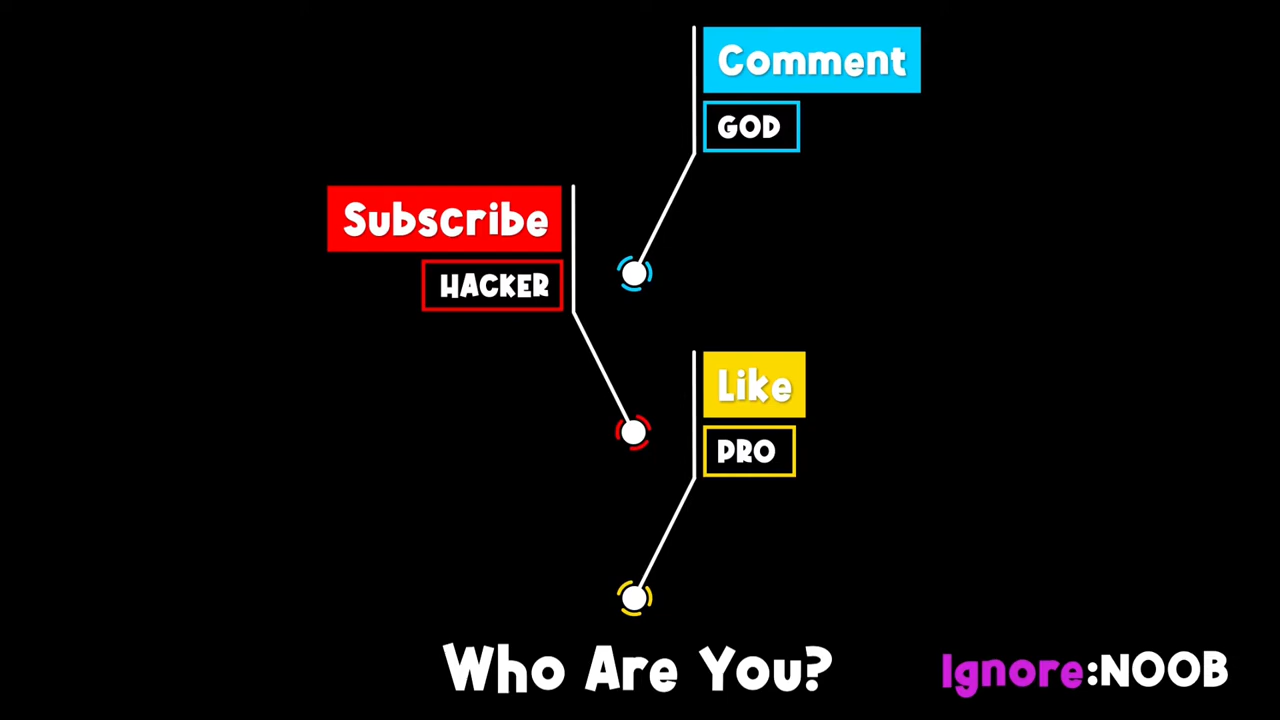 Comment
GOD
Subscribe
HACKER
Like
PRO
Who Are You?
Ignore:NOOB